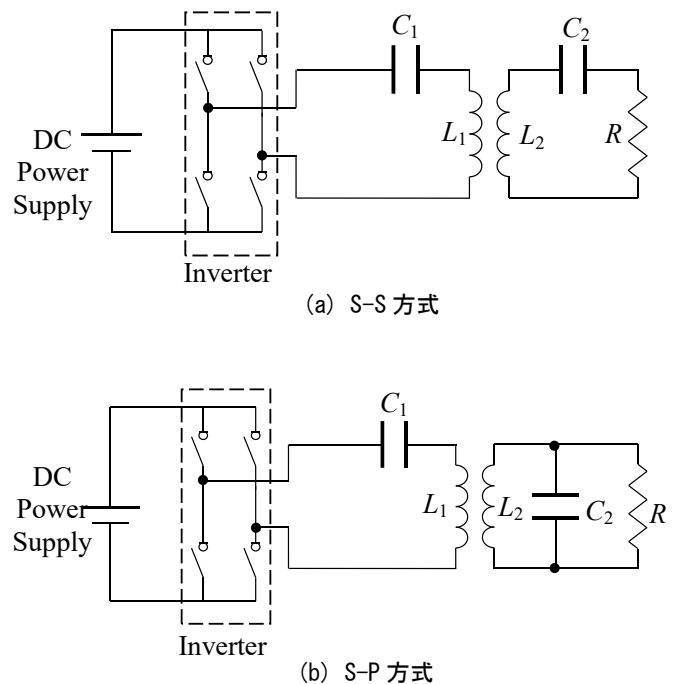 C1
C2
L1
L2
R
DC
Power
Supply
Inverter
(a) S-S 方式
C1
L1
L2
C2
R
DC
Power
Supply
Inverter
(b) S-P 方式